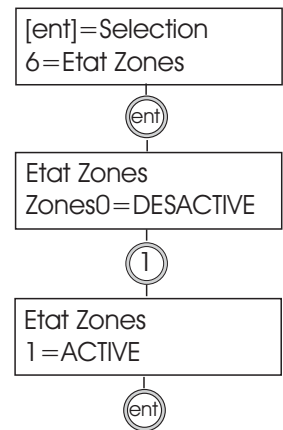 [ent]=Selection
6=Etat Zones
ent
Etat Zones
Zones0=DESACTIVE
1
Etat Zones
1=ACTIVE
ent